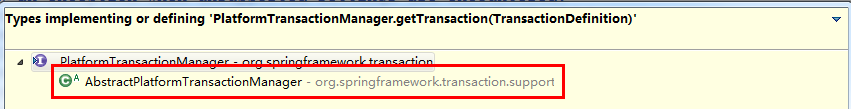 Types implementing or defining 'PlatformTransactionManager.getTransaction(TransactionDefinition)'
PlatformTransactionManager - org.springframework.transaction
AbstractPlatformTransactionManager - org.springframework.transaction.support